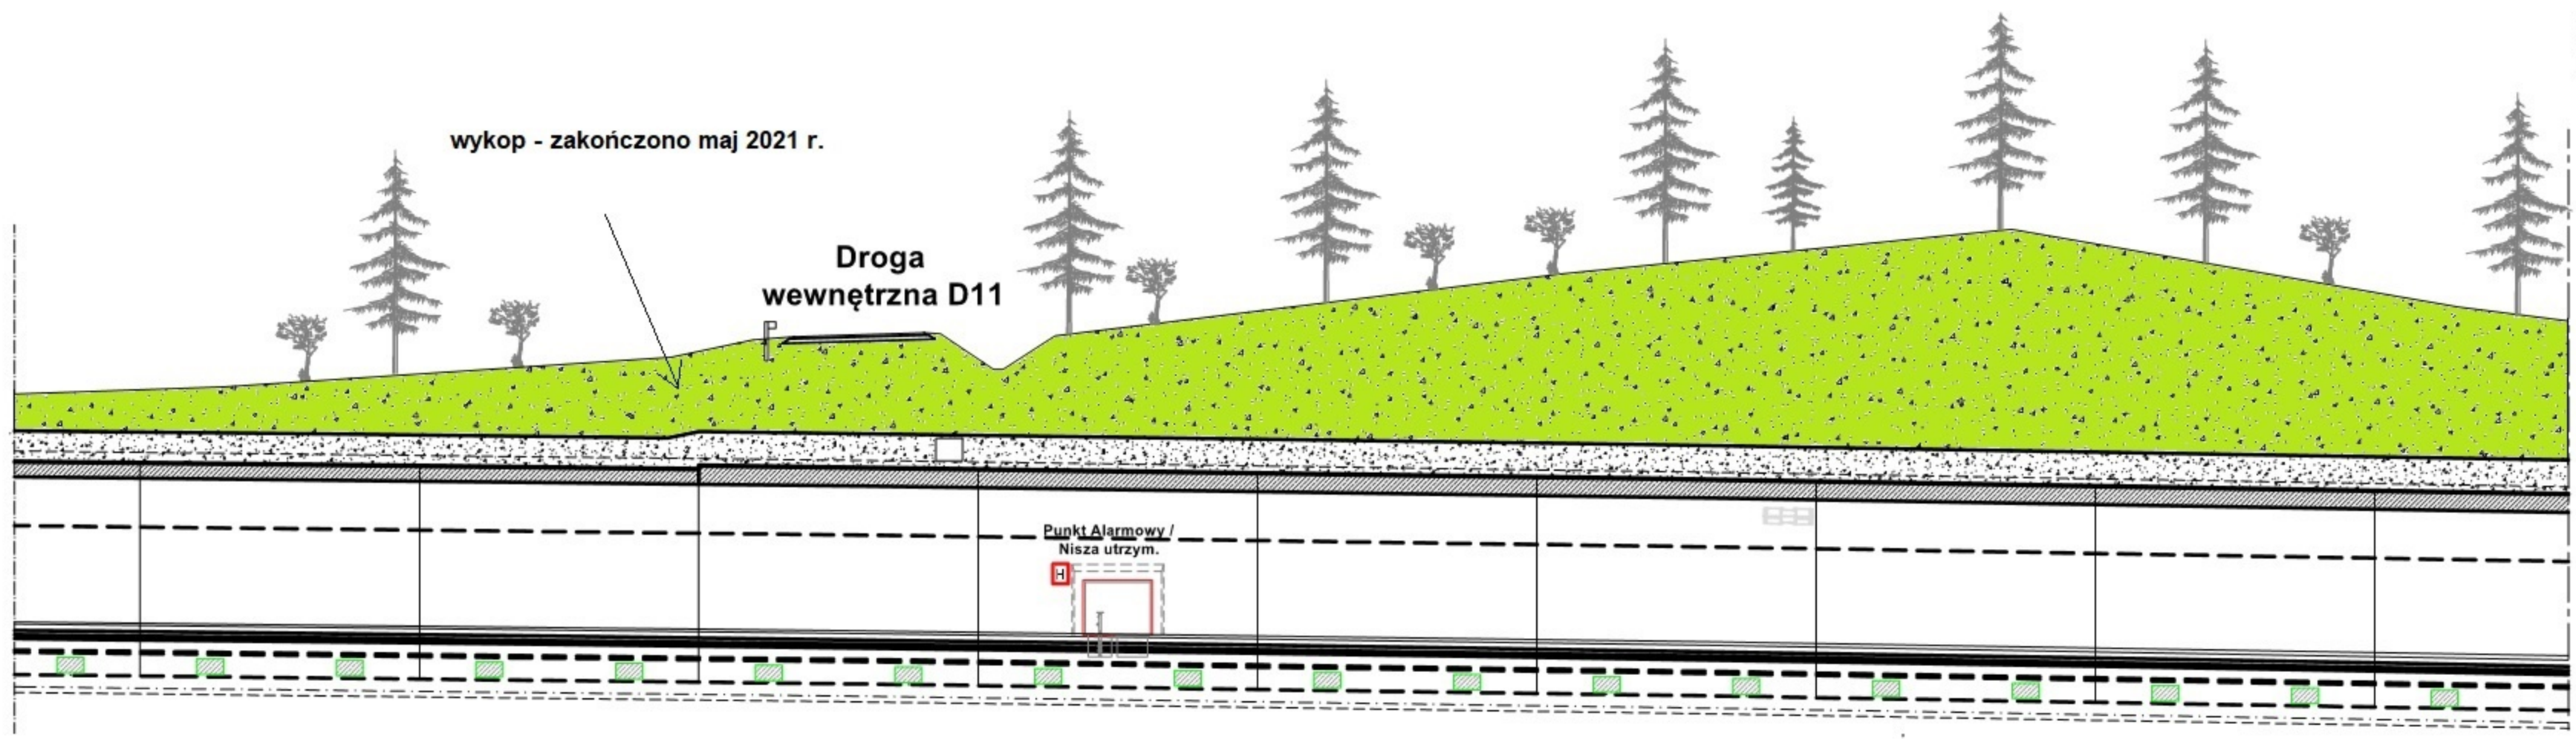 wykop - zakończono maj 2021 r.
Droga
wewnętrzna D11
Punkt Alarmowy /
Nisza utrzym.
H